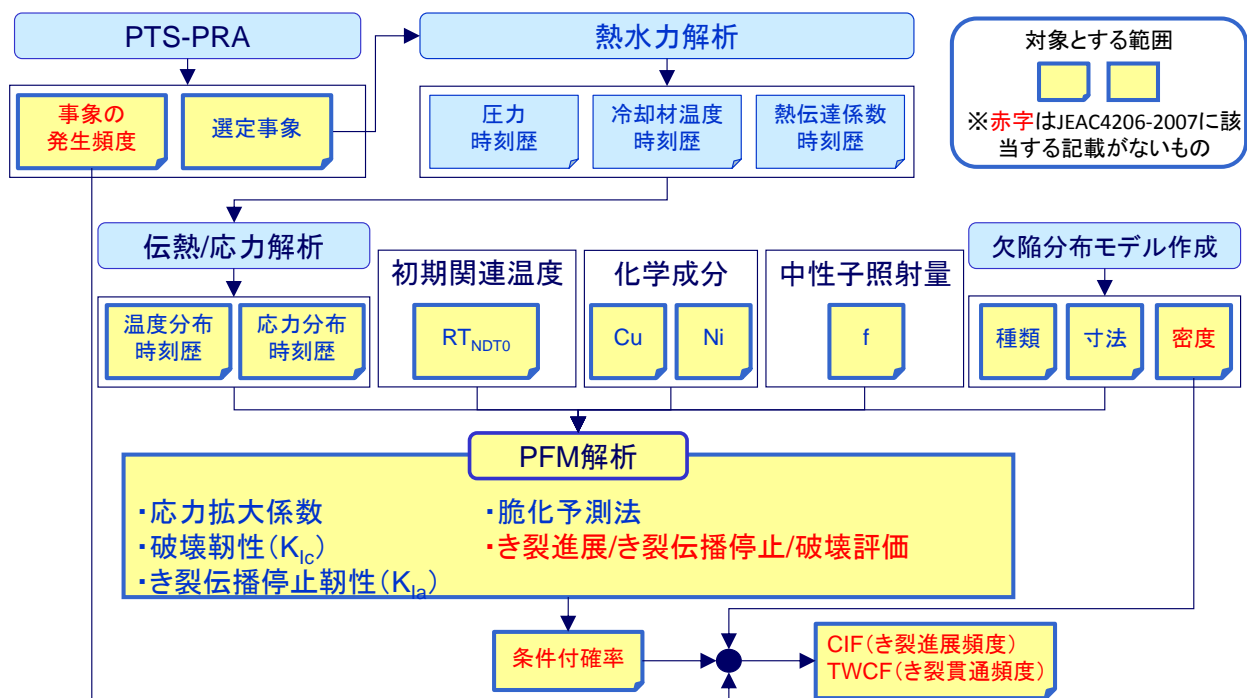 PTS-PRA
熱水力解析
対象とする範囲
※赤字はJEAC4206-2007に該
当する記載がないもの
事象の
発生頻度
選定事象
圧力
時刻歴
冷却材温度
時刻歴
熱伝達係数
時刻歴
伝熱/応力解析
初期関連温度
化学成分
中性子照射量
欠陥分布モデル作成
温度分布
時刻歴
応力分布
時刻歴
RTNDT0
Cu
Ni
f
種類
寸法
密度
PFM解析
・応力拡大係数
・破壊靭性(KIc)
・き裂伝播停止靭性(KIa)
・脆化予測法
・き裂進展/き裂伝播停止/破壊評価
条件付確率
CIF(き裂進展頻度)
TWCF(き裂貫通頻度)